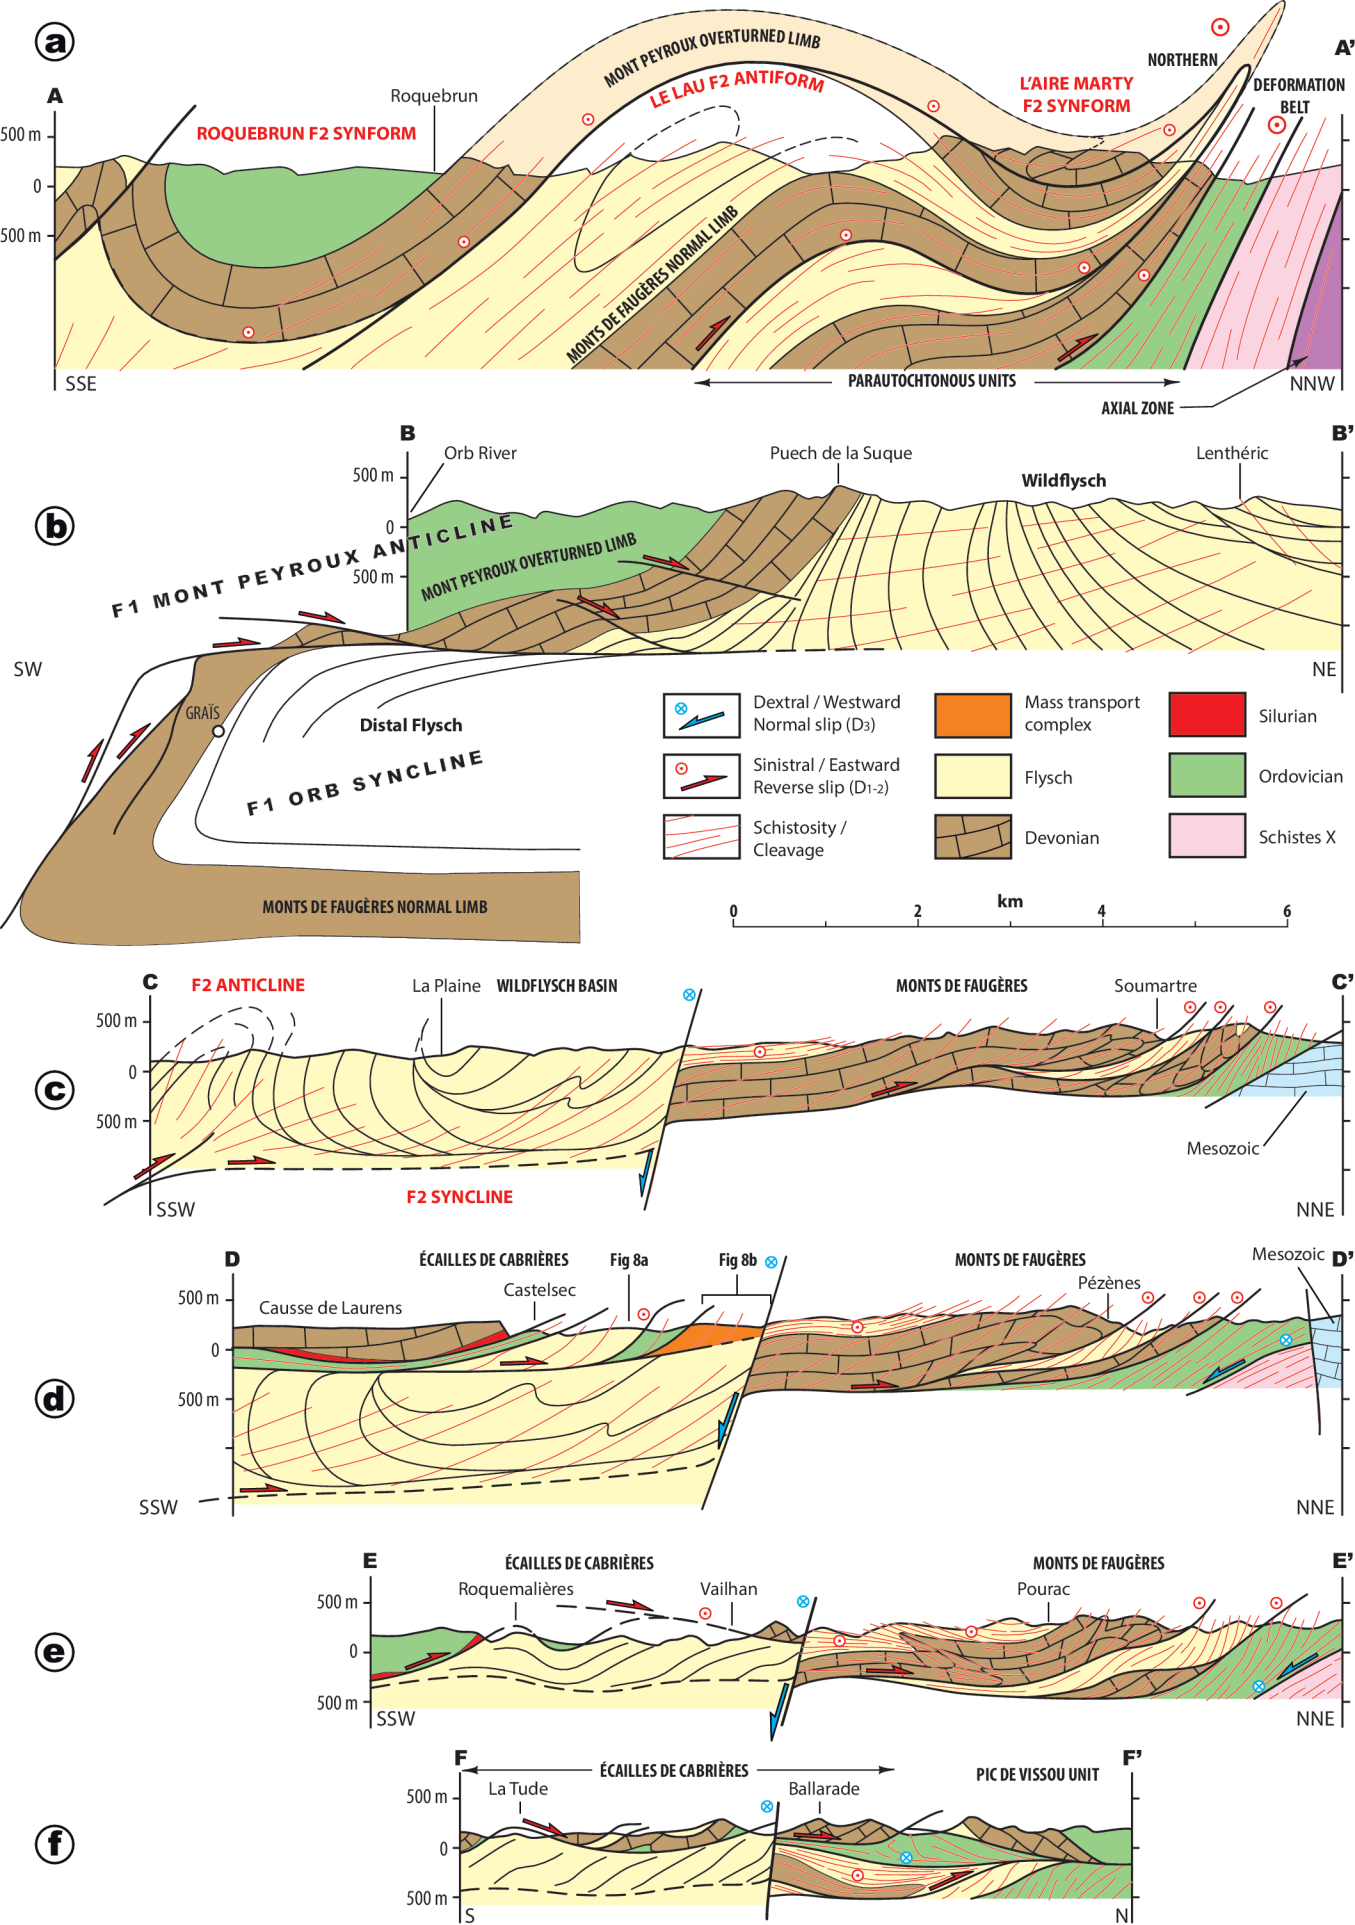 a
A
A'
500 m
0
500 m
Roquebrun
ROQUEBRUN F2 SYNFORM
MONT PEYROUX OVERTURNED LIMB
LE LAU F2 ANTIFORM
L'AIRE MARTY
F2 SYNFORM
NORTHERN
DEFORMATION
BELT
MONTS DE FAUGÈRES NORMAL LIMB
SSE
PARAUTOCHTONOUS UNITS
NNW
AXIAL ZONE
b
B
B'
500 m
0
500 m
Orb River
Puech de la Suque
Wildflysch
Lenthéric
F1 MONT PEYROUX ANTICLINE
MONT PEYROUX OVERTURNED LIMB
SW
NE
GRAÏS
Distal Flysch
F1 ORB SYNCLINE
MONTS DE FAUGÈRES NORMAL LIMB
Dextral / Westward
Normal slip (D3)
Sinistral / Eastward
Reverse slip (D1-2)
Schistosity /
Cleavage
Mass transport
complex
Flysch
Devonian
Silurian
Ordovician
Schistes X
km
0 2 4 6
c
C
C'
500 m
0
500 m
F2 ANTICLINE
La Plaine
WILDFLYSCH BASIN
MONTS DE FAUGÈRES
Soumartre
Mesozoic
F2 SYNCLINE
SSW
NNE
d
D
D'
500 m
0
500 m
ÉCAILLES DE CABRIÈRES
Fig 8a
Fig 8b
MONTS DE FAUGÈRES
Mesozoic
Causse de Laurens
Castelsec
Pézènes
SSW
NNE
e
E
E'
500 m
0
500 m
ÉCAILLES DE CABRIÈRES
MONTS DE FAUGÈRES
Roquemalières
Vailhan
Pourac
SSW
NNE
f
F
F'
500 m
0
500 m
ÉCAILLES DE CABRIÈRES
PIC DE VISSOU UNIT
La Tude
Ballarade
S
N